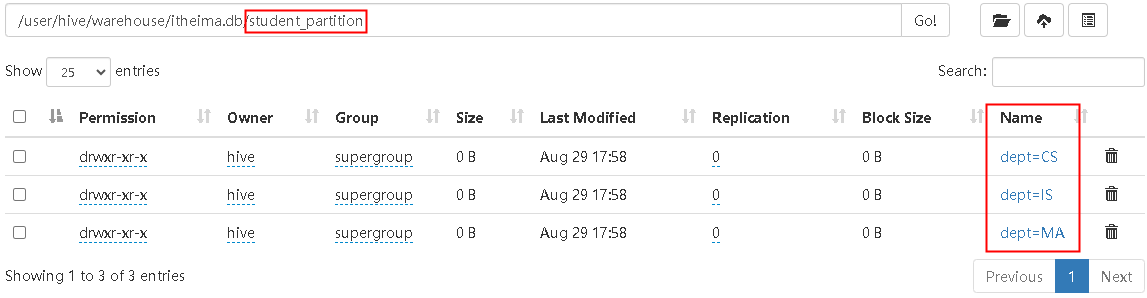 /user/hive/warehouse/itheima.db/student_partition Go!
Show 25 entries Search:
Permission Owner Group Size Last Modified Replication Block Size Name
drwxr-xr-x hive supergroup 0 B Aug 29 17:58 0 0 B dept=CS
drwxr-xr-x hive supergroup 0 B Aug 29 17:58 0 0 B dept=IS
drwxr-xr-x hive supergroup 0 B Aug 29 17:58 0 0 B dept=MA
Showing 1 to 3 of 3 entries Previous 1 Next